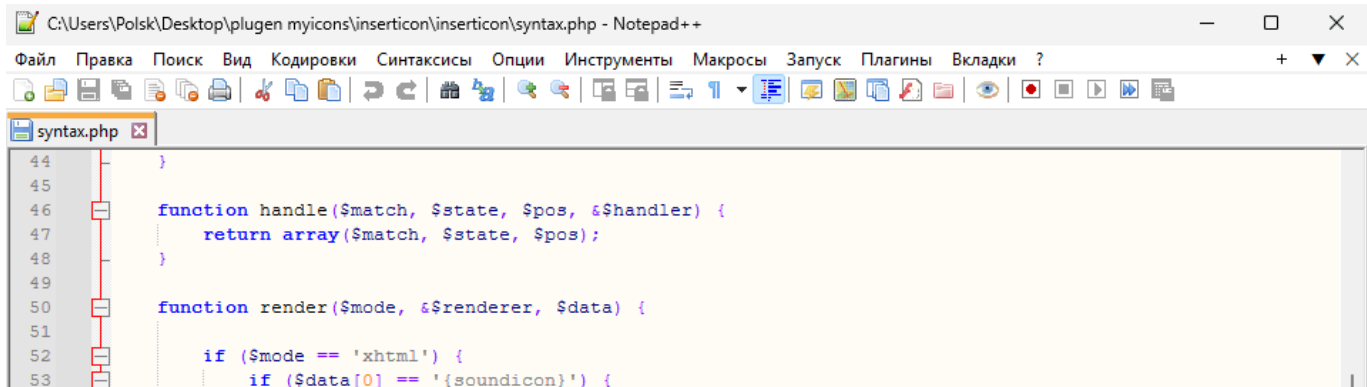 C:\Users\Polsk\Desktop\plugen myicons\inserticon\inserticon\syntax.php - Notepad++
Файл Правка Поиск Вид Кодировки Синтаксисы Опции Инструменты Макросы Запуск Плагины Вкладки ?
syntax.php
44 }
45
46 function handle($match, $state, $pos, &$handler) {
47 return array($match, $state, $pos);
48 }
49
50 function render($mode, &$renderer, $data) {
51
52 if ($mode == 'xhtml') {
53 if ($data[0] == '{soundicon}') {